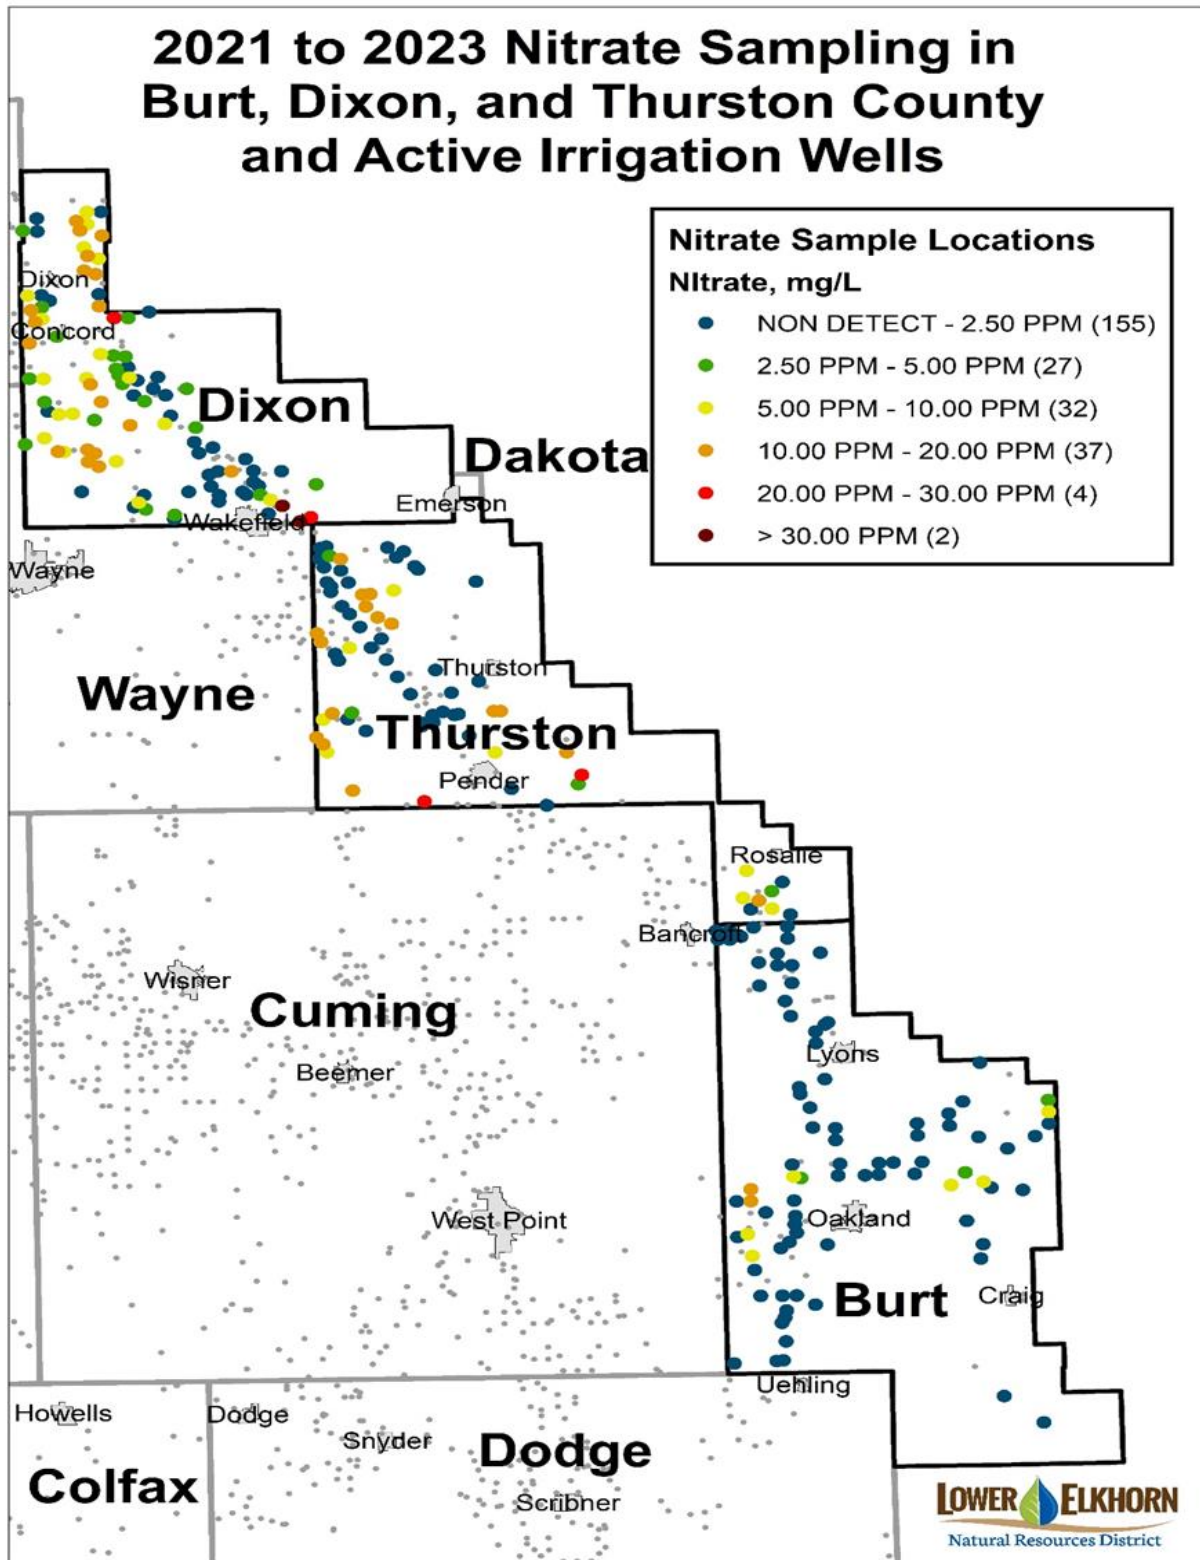 2021 to 2023 Nitrate Sampling in
Burt, Dixon, and Thurston County
and Active Irrigation Wells
Nitrate Sample Locations
NItrate, mg/L
NON DETECT - 2.50 PPM (155)
2.50 PPM - 5.00 PPM (27)
5.00 PPM - 10.00 PPM (32)
10.00 PPM - 20.00 PPM (37)
20.00 PPM - 30.00 PPM (4)
> 30.00 PPM (2)
Dixon
Concord
Dixon
Dakota
Emerson
Wakefield
Wayne
Thurston
Wayne
Thurston
Pender
Rosalie
Bancroft
Wisner
Cuming
Lyons
Beemer
West Point
Oakland
Craig
Burt
Uehling
Howells
Dodge
Snyder
Dodge
Colfax
Scribner
LOWER ELKHORN
Natural Resources District